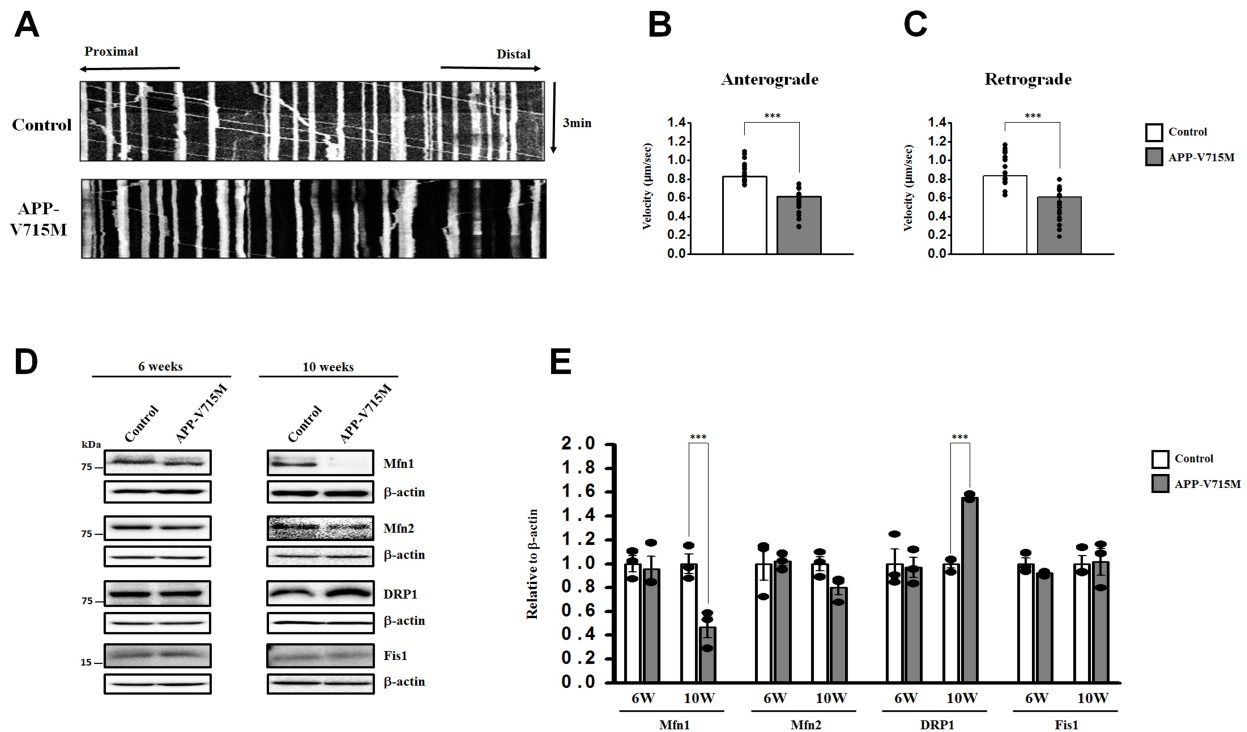 A
Proximal
Distal
Control
3min
APP-
V715M
B
Anterograde
***
Velocity (μm/sec)
1.4
1.2
1.0
0.8
0.6
0.4
0.2
0.0
C
Retrograde
***
Velocity (μm/sec)
1.4
1.2
1.0
0.8
0.6
0.4
0.2
0.0
Control
APP-V715M
D
6 weeks
10 weeks
Control
APP-V715M
Control
APP-V715M
kDa
75
Mfn1
β-actin
75
Mfn2
β-actin
75
DRP1
β-actin
15
Fis1
β-actin
E
Relative to β-actin
2.0
1.8
1.6
1.4
1.2
1.0
0.8
0.6
0.4
0.2
0.0
***
***
Control
APP-V715M
6W 10W 6W 10W 6W 10W 6W 10W
Mfn1 Mfn2 DRP1 Fis1